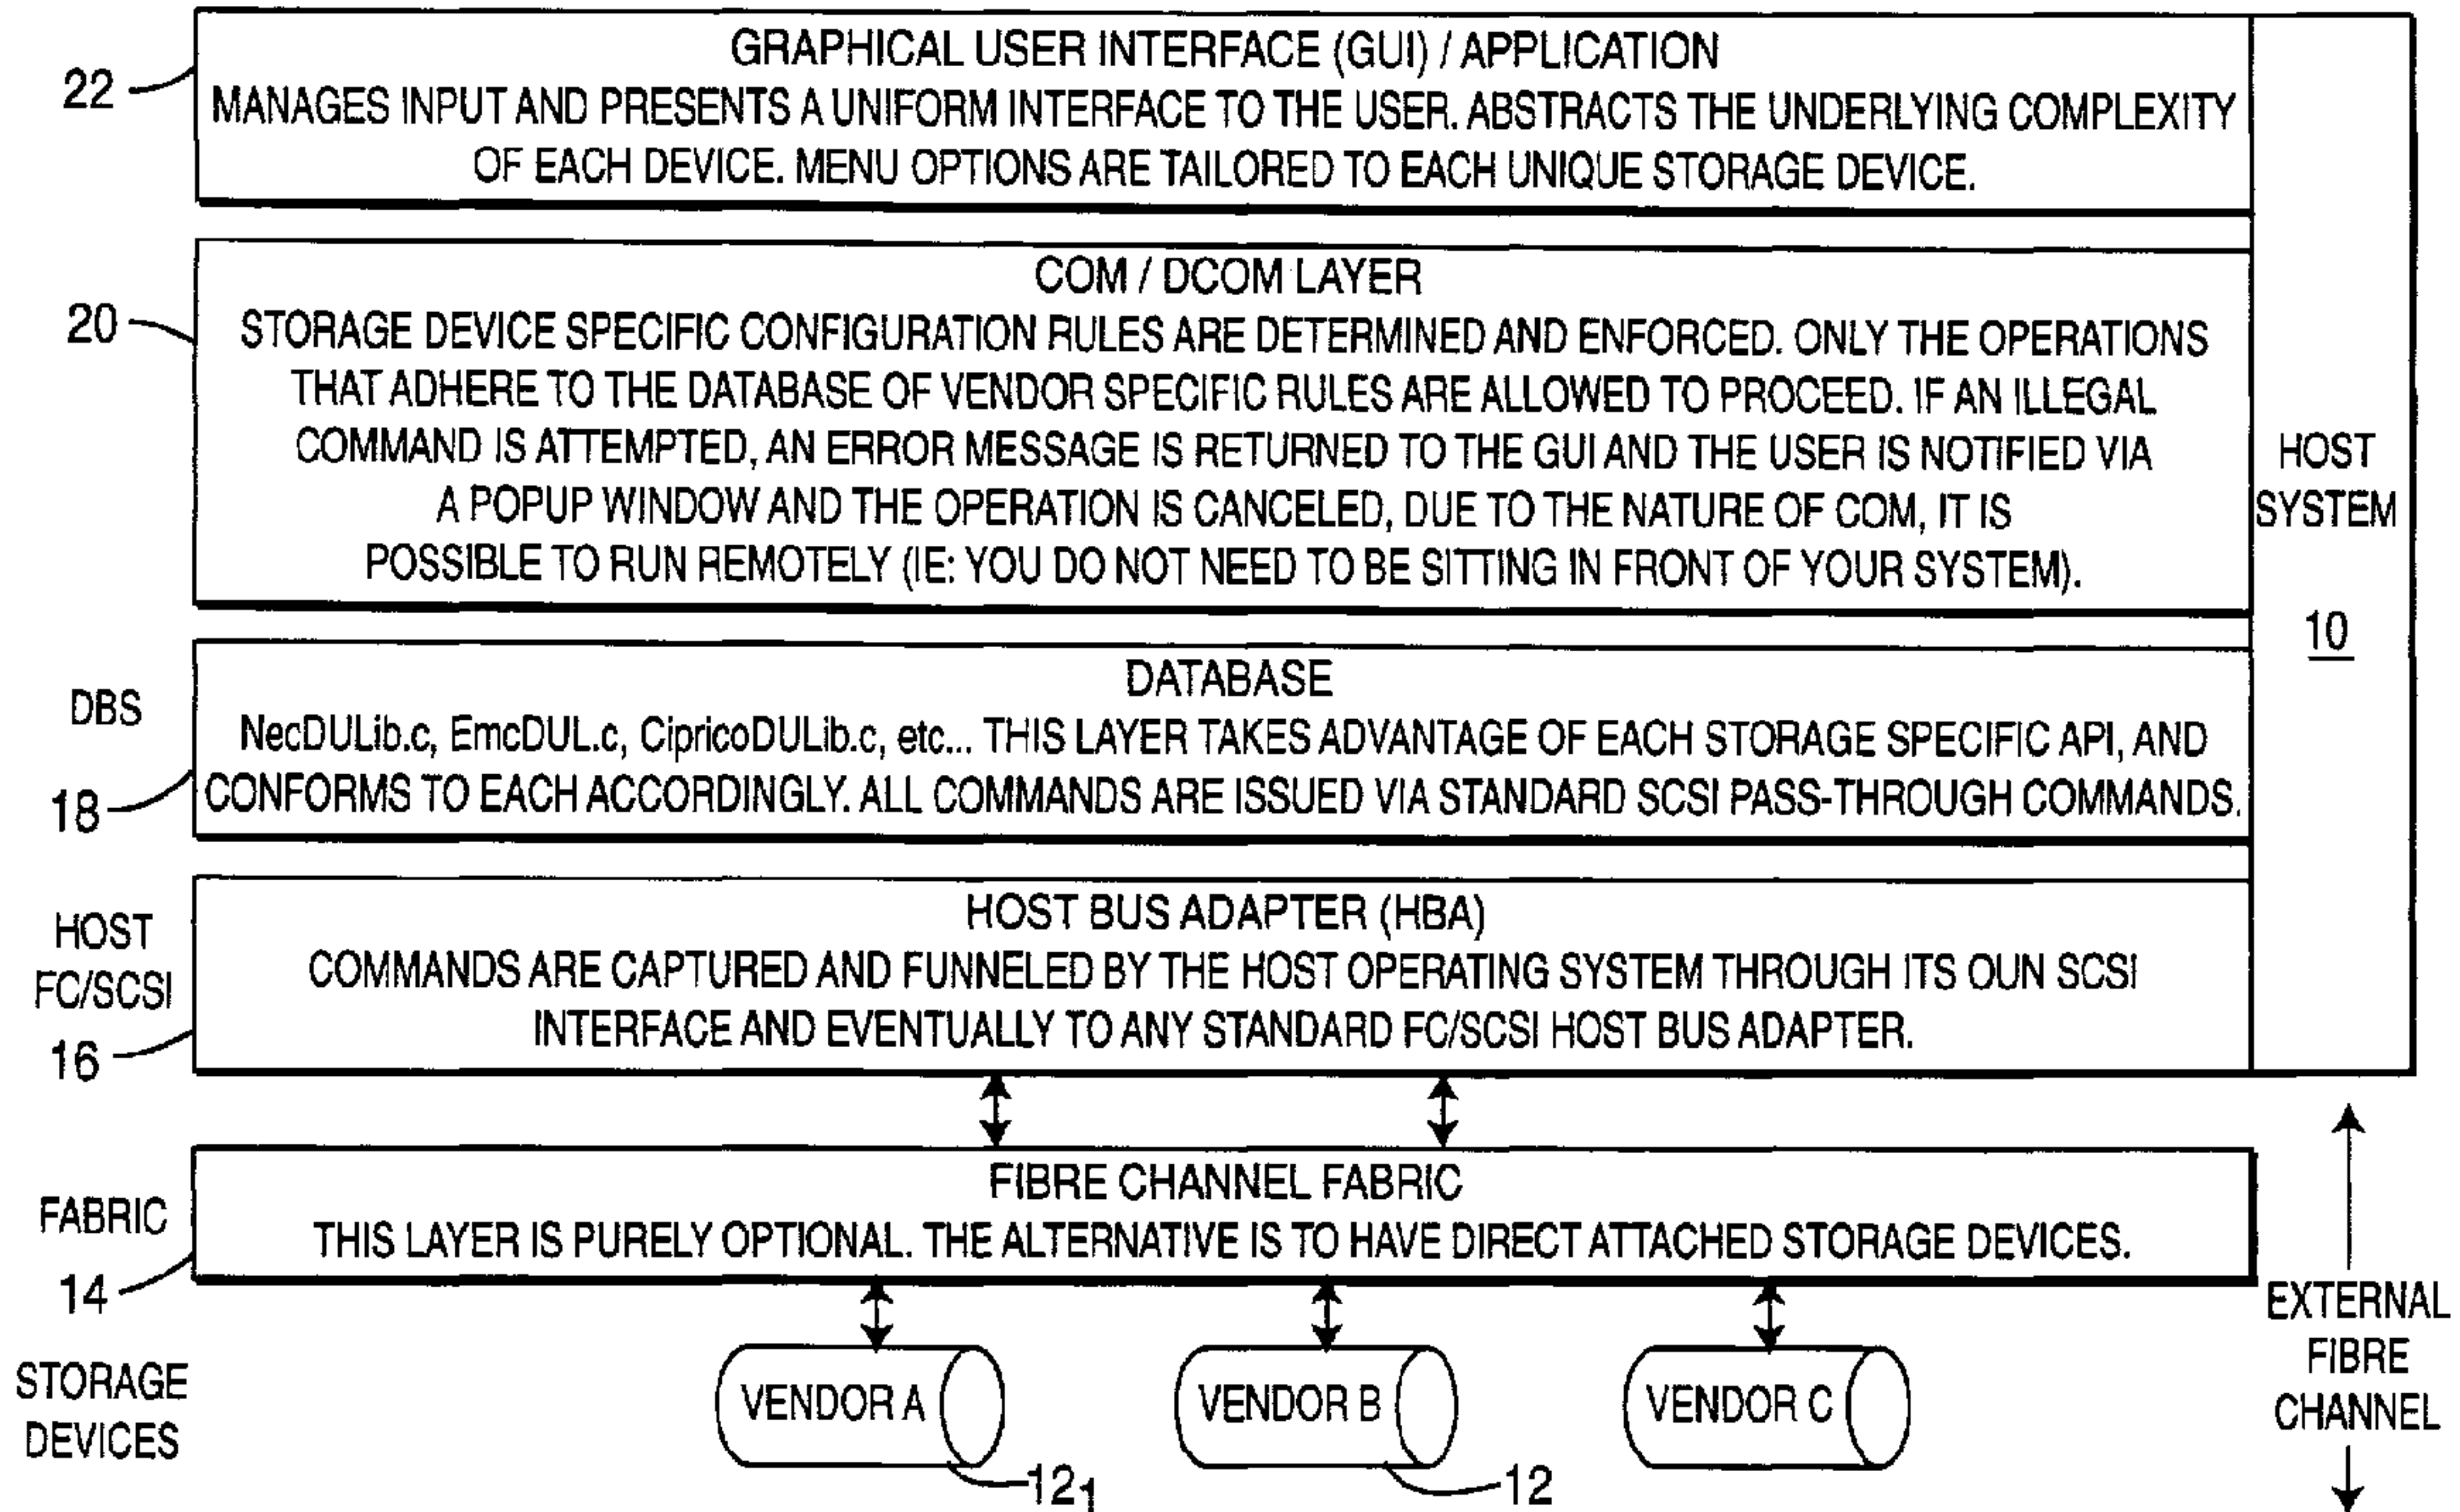 GRAPHICAL USER INTERFACE (GUI) / APPLICATION
22
MANAGES INPUT AND PRESENTS A UNIFORM INTERFACE TO THE USER. ABSTRACTS THE UNDERLYING COMPLEXITY
OF EACH DEVICE. MENU OPTIONS ARE TAILORED TO EACH UNIQUE STORAGE DEVICE.
COM / DCOM LAYER
20
STORAGE DEVICE SPECIFIC CONFIGURATION RULES ARE DETERMINED AND ENFORCED. ONLY THE OPERATIONS
THAT ADHERE TO THE DATABASE OF VENDOR SPECIFIC RULES ARE ALLOWED TO PROCEED. IF AN ILLEGAL
COMMAND IS ATTEMPTED, AN ERROR MESSAGE IS RETURNED TO THE GUI AND THE USER IS NOTIFIED VIA
A POPUP WINDOW AND THE OPERATION IS CANCELED, DUE TO THE NATURE OF COM, IT IS
POSSIBLE TO RUN REMOTELY (IE: YOU DO NOT NEED TO BE SITTING IN FRONT OF YOUR SYSTEM).
HOST
SYSTEM
10
DATABASE
DBS
18
NecDULib.c, EmcDUL.c, CipricoDULib.c, etc... THIS LAYER TAKES ADVANTAGE OF EACH STORAGE SPECIFIC API, AND
CONFORMS TO EACH ACCORDINGLY. ALL COMMANDS ARE ISSUED VIA STANDARD SCSI PASS-THROUGH COMMANDS.
HOST BUS ADAPTER (HBA)
HOST
FC/SCSI
16
COMMANDS ARE CAPTURED AND FUNNELED BY THE HOST OPERATING SYSTEM THROUGH ITS OUN SCSI
INTERFACE AND EVENTUALLY TO ANY STANDARD FC/SCSI HOST BUS ADAPTER.
FIBRE CHANNEL FABRIC
FABRIC
14
THIS LAYER IS PURELY OPTIONAL. THE ALTERNATIVE IS TO HAVE DIRECT ATTACHED STORAGE DEVICES.
EXTERNAL
FIBRE
CHANNEL
STORAGE
DEVICES
VENDOR A
VENDOR B
VENDOR C
12₁
12